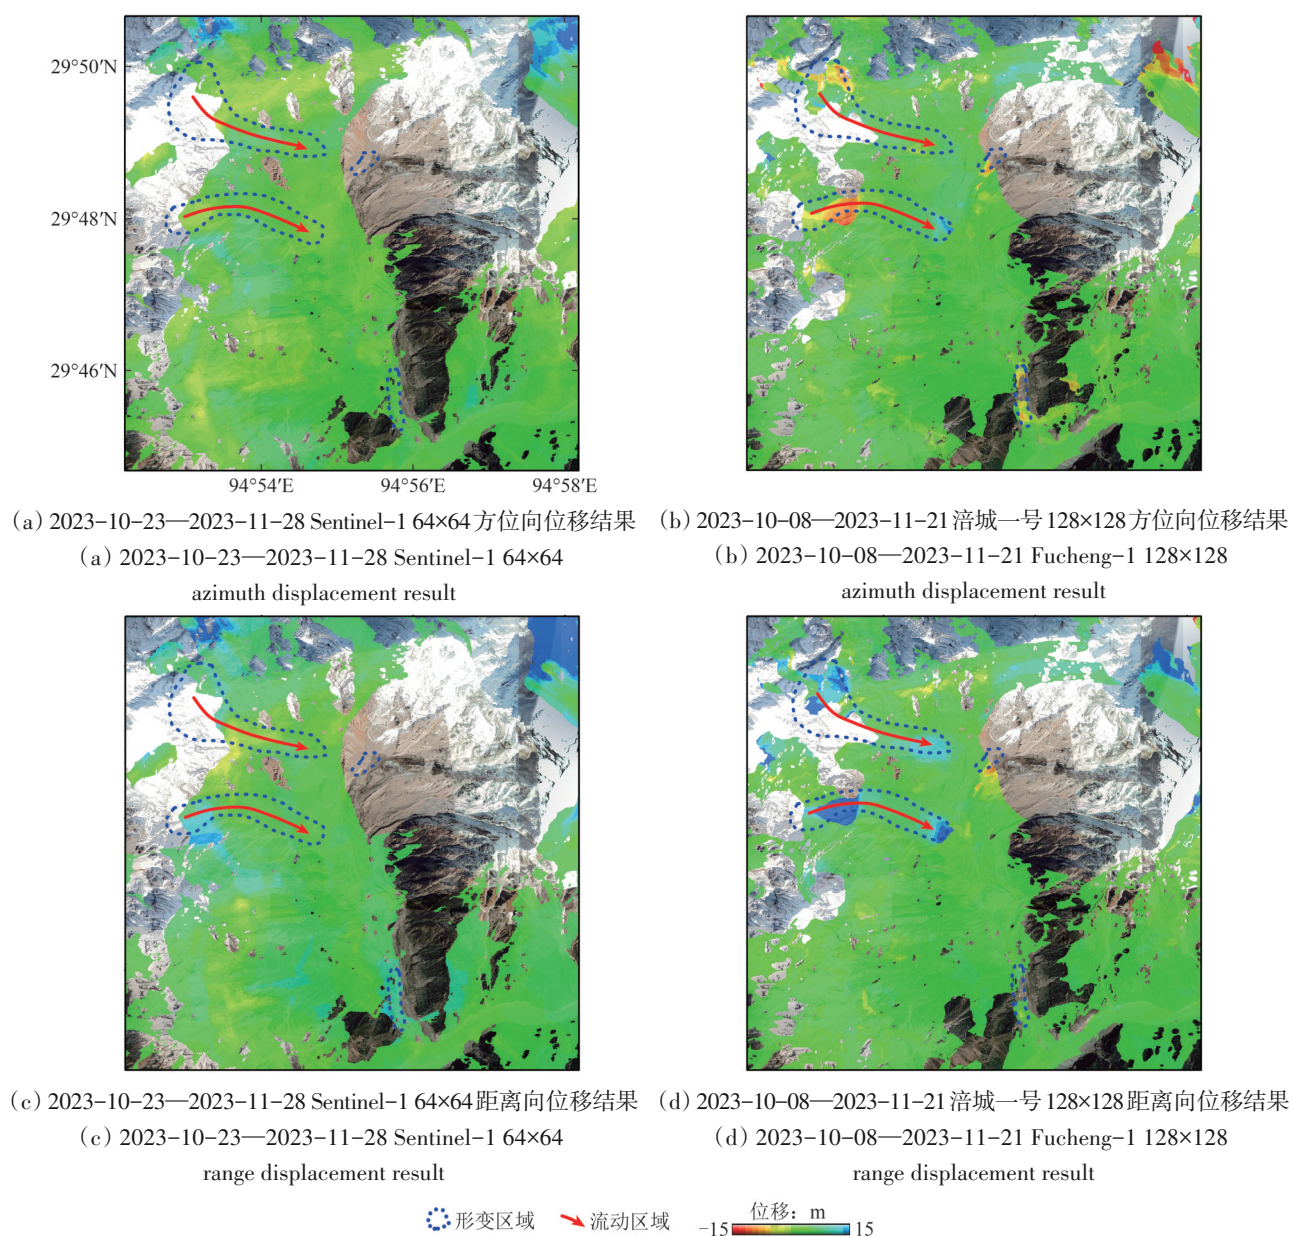 29°50′N
29°48′N
29°46′N
94°54′E 94°56′E 94°58′E
(a) 2023-10-23—2023-11-28 Sentinel-1 64×64方位向位移结果
(a) 2023-10-23—2023-11-28 Sentinel-1 64×64
azimuth displacement result
(b) 2023-10-08—2023-11-21 涪城一号 128×128方位向位移结果
(b) 2023-10-08—2023-11-21 Fucheng-1 128×128
azimuth displacement result
(c) 2023-10-23—2023-11-28 Sentinel-1 64×64距离向位移结果
(c) 2023-10-23—2023-11-28 Sentinel-1 64×64
range displacement result
(d) 2023-10-08—2023-11-21 涪城一号 128×128距离向位移结果
(d) 2023-10-08—2023-11-21 Fucheng-1 128×128
range displacement result
形变区域 流动区域 位移：m
-15 15